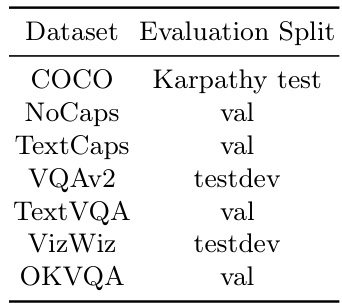 Dataset Evaluation Split
COCO Karpathy test
NoCaps val
TextCaps val
VQAv2 testdev
TextVQA val
VizWiz testdev
OKVQA val